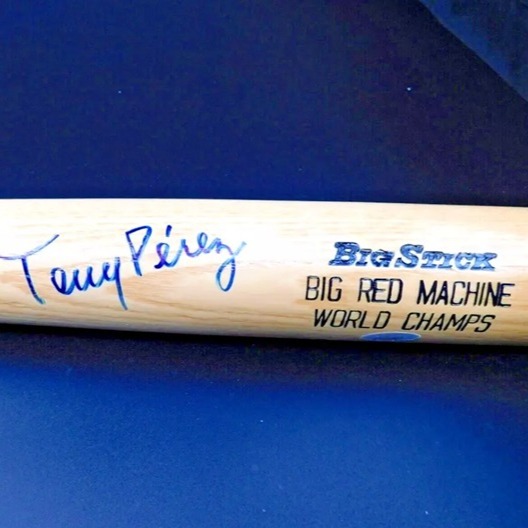 Tony Pérez
Big Stick
BIG RED MACHINE
WORLD CHAMPS